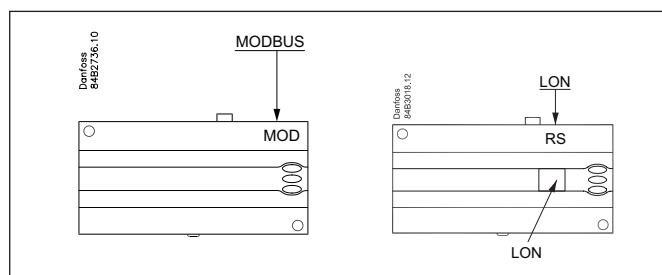 Danfoss
84B2736.10
MODBUS
MOD
Danfoss
84B3018.12
LON
RS
LON